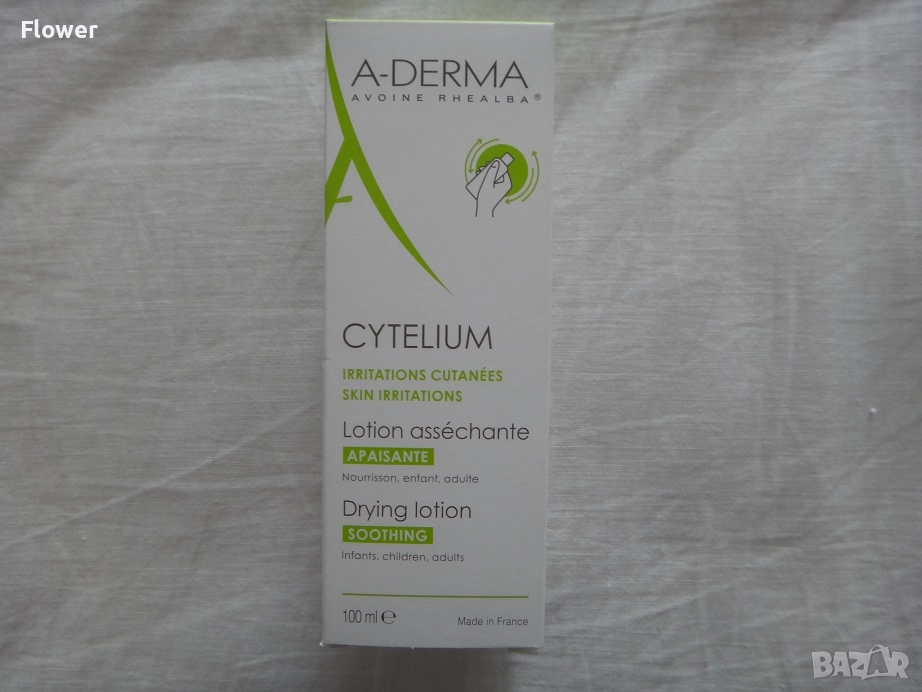 Flower
A-DERMA
AVOINE RHEALBA®
CYTELIUM
IRRITATIONS CUTANÉES
SKIN IRRITATIONS
Lotion asséchante
APAISANTE
Nourrisson, enfant, adulte
Drying lotion
SOOTHING
Infants, children, adults
100 ml ℮
Made in France
BAZAR